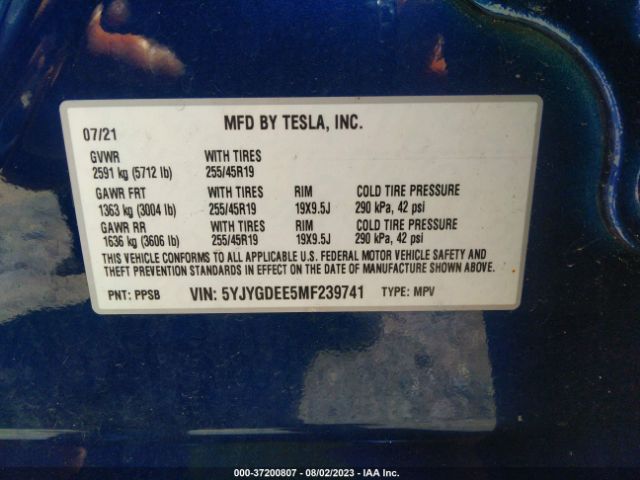 MFD BY TESLA, INC.
07/21
GVWR WITH TIRES
2591 kg (5712 lb) 255/45R19
GAWR FRT WITH TIRES RIM COLD TIRE PRESSURE
1363 kg (3004 lb) 255/45R19 19X9.5J 290 kPa, 42 psi
GAWR RR WITH TIRES RIM COLD TIRE PRESSURE
1636 kg (3606 lb) 255/45R19 19X9.5J 290 kPa, 42 psi
THIS VEHICLE CONFORMS TO ALL APPLICABLE U.S. FEDERAL MOTOR VEHICLE SAFETY AND
THEFT PREVENTION STANDARDS IN EFFECT ON THE DATE OF MANUFACTURE SHOWN ABOVE.
PNT: PPSB VIN: 5YJYGDEE5MF239741 TYPE: MPV
000-37200807 - 08/02/2023 - IAA Inc.